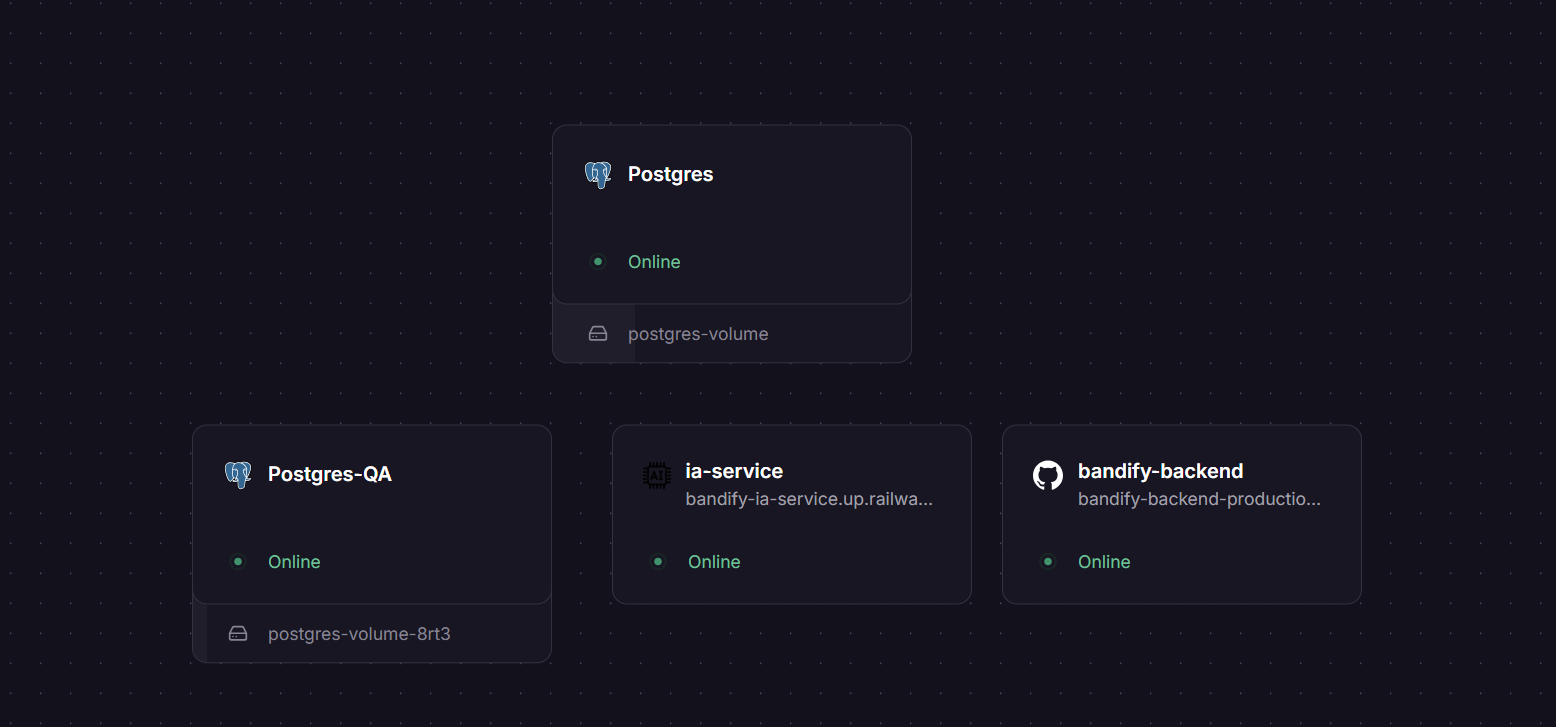 Postgres
Online
postgres-volume
Postgres-QA
Online
postgres-volume-8rt3
AI
ia-service
bandify-ia-service.up.railwa...
Online
bandify-backend
bandify-backend-productio...
Online